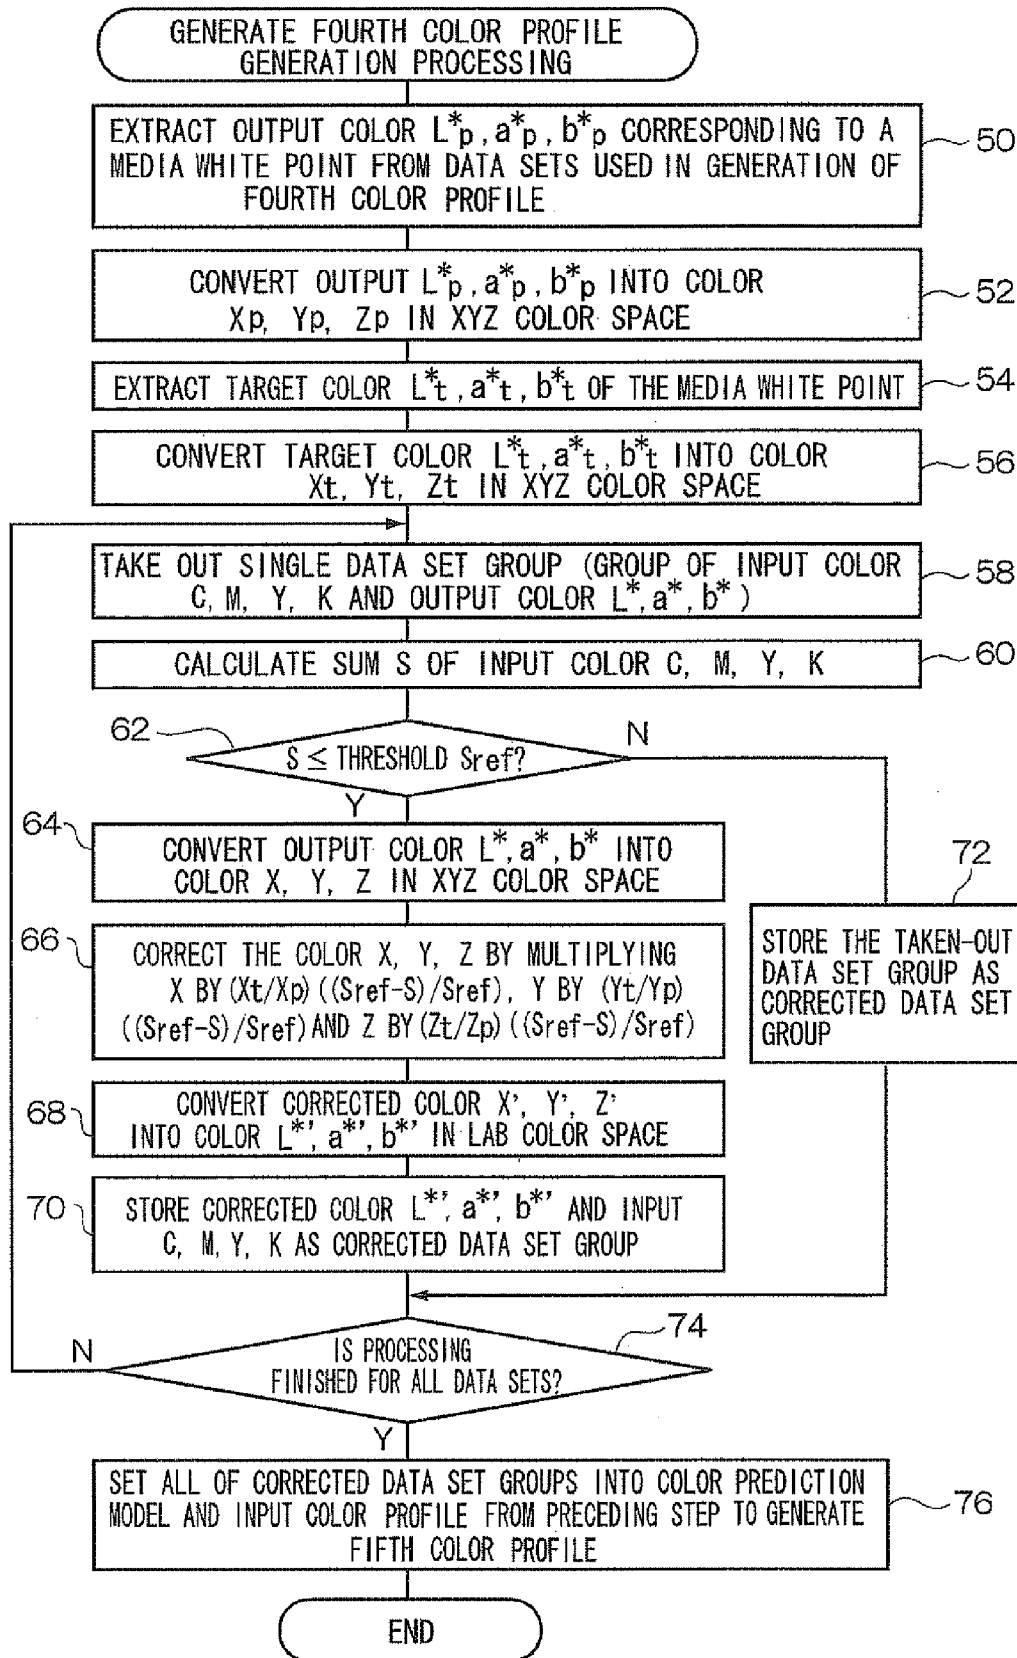 GENERATE FOURTH COLOR PROFILE
GENERATION PROCESSING
EXTRACT OUTPUT COLOR L*p, a*p, b*p CORRESPONDING TO A
MEDIA WHITE POINT FROM DATA SETS USED IN GENERATION OF
FOURTH COLOR PROFILE
50
CONVERT OUTPUT L*p, a*p, b*p INTO COLOR
Xp, Yp, Zp IN XYZ COLOR SPACE
52
EXTRACT TARGET COLOR L*t, a*t, b*t OF THE MEDIA WHITE POINT
54
CONVERT TARGET COLOR L*t, a*t, b*t INTO COLOR
Xt, Yt, Zt IN XYZ COLOR SPACE
56
TAKE OUT SINGLE DATA SET GROUP (GROUP OF INPUT COLOR
C, M, Y, K AND OUTPUT COLOR L*, a*, b*)
58
CALCULATE SUM S OF INPUT COLOR C, M, Y, K
60
62
S ≤ THRESHOLD Sref?
N
Y
64
CONVERT OUTPUT COLOR L*, a*, b* INTO
COLOR X, Y, Z IN XYZ COLOR SPACE
72
STORE THE TAKEN-OUT
DATA SET GROUP AS
CORRECTED DATA SET
GROUP
66
CORRECT THE COLOR X, Y, Z BY MULTIPLYING
X BY (Xt/Xp) ((Sref-S)/Sref), Y BY (Yt/Yp)
((Sref-S)/Sref) AND Z BY (Zt/Zp) ((Sref-S)/Sref)
68
CONVERT CORRECTED COLOR X', Y', Z'
INTO COLOR L*', a*', b*' IN LAB COLOR SPACE
70
STORE CORRECTED COLOR L*', a*', b*' AND INPUT
C, M, Y, K AS CORRECTED DATA SET GROUP
74
N
IS PROCESSING
FINISHED FOR ALL DATA SETS?
Y
SET ALL OF CORRECTED DATA SET GROUPS INTO COLOR PREDICTION
MODEL AND INPUT COLOR PROFILE FROM PRECEDING STEP TO GENERATE
FIFTH COLOR PROFILE
76
END